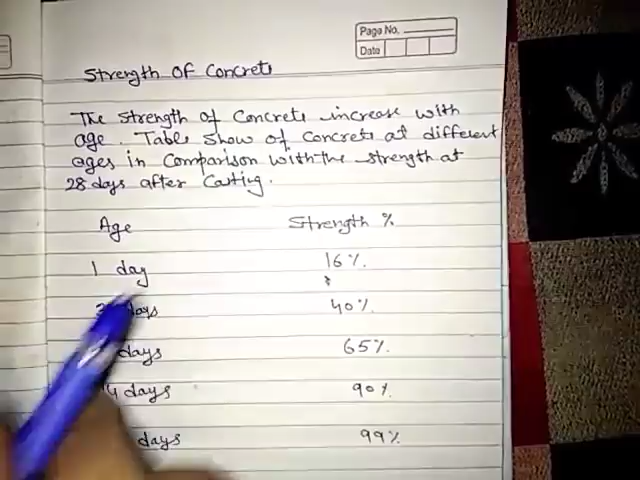 Page No.
Date
Strength of Concrete
The Strength of Concrete increase with
age. Table Show of Concrete at different
ages in Comparison with the strength at
28 days after Casting.
Age Strength %
1 day 16%.
days 40%.
days 65%.
days 90%.
days 99%